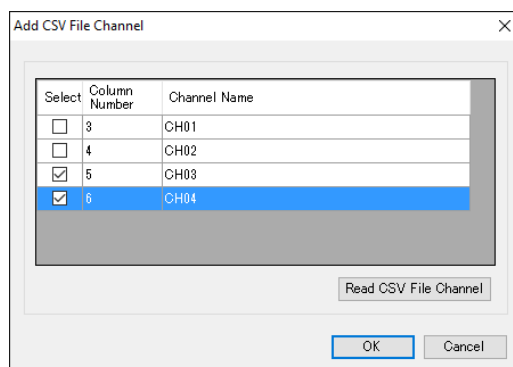 Add CSV File Channel
Select Column Number Channel Name
3 CH01
4 CH02
5 CH03
6 CH04
Read CSV File Channel
OK Cancel